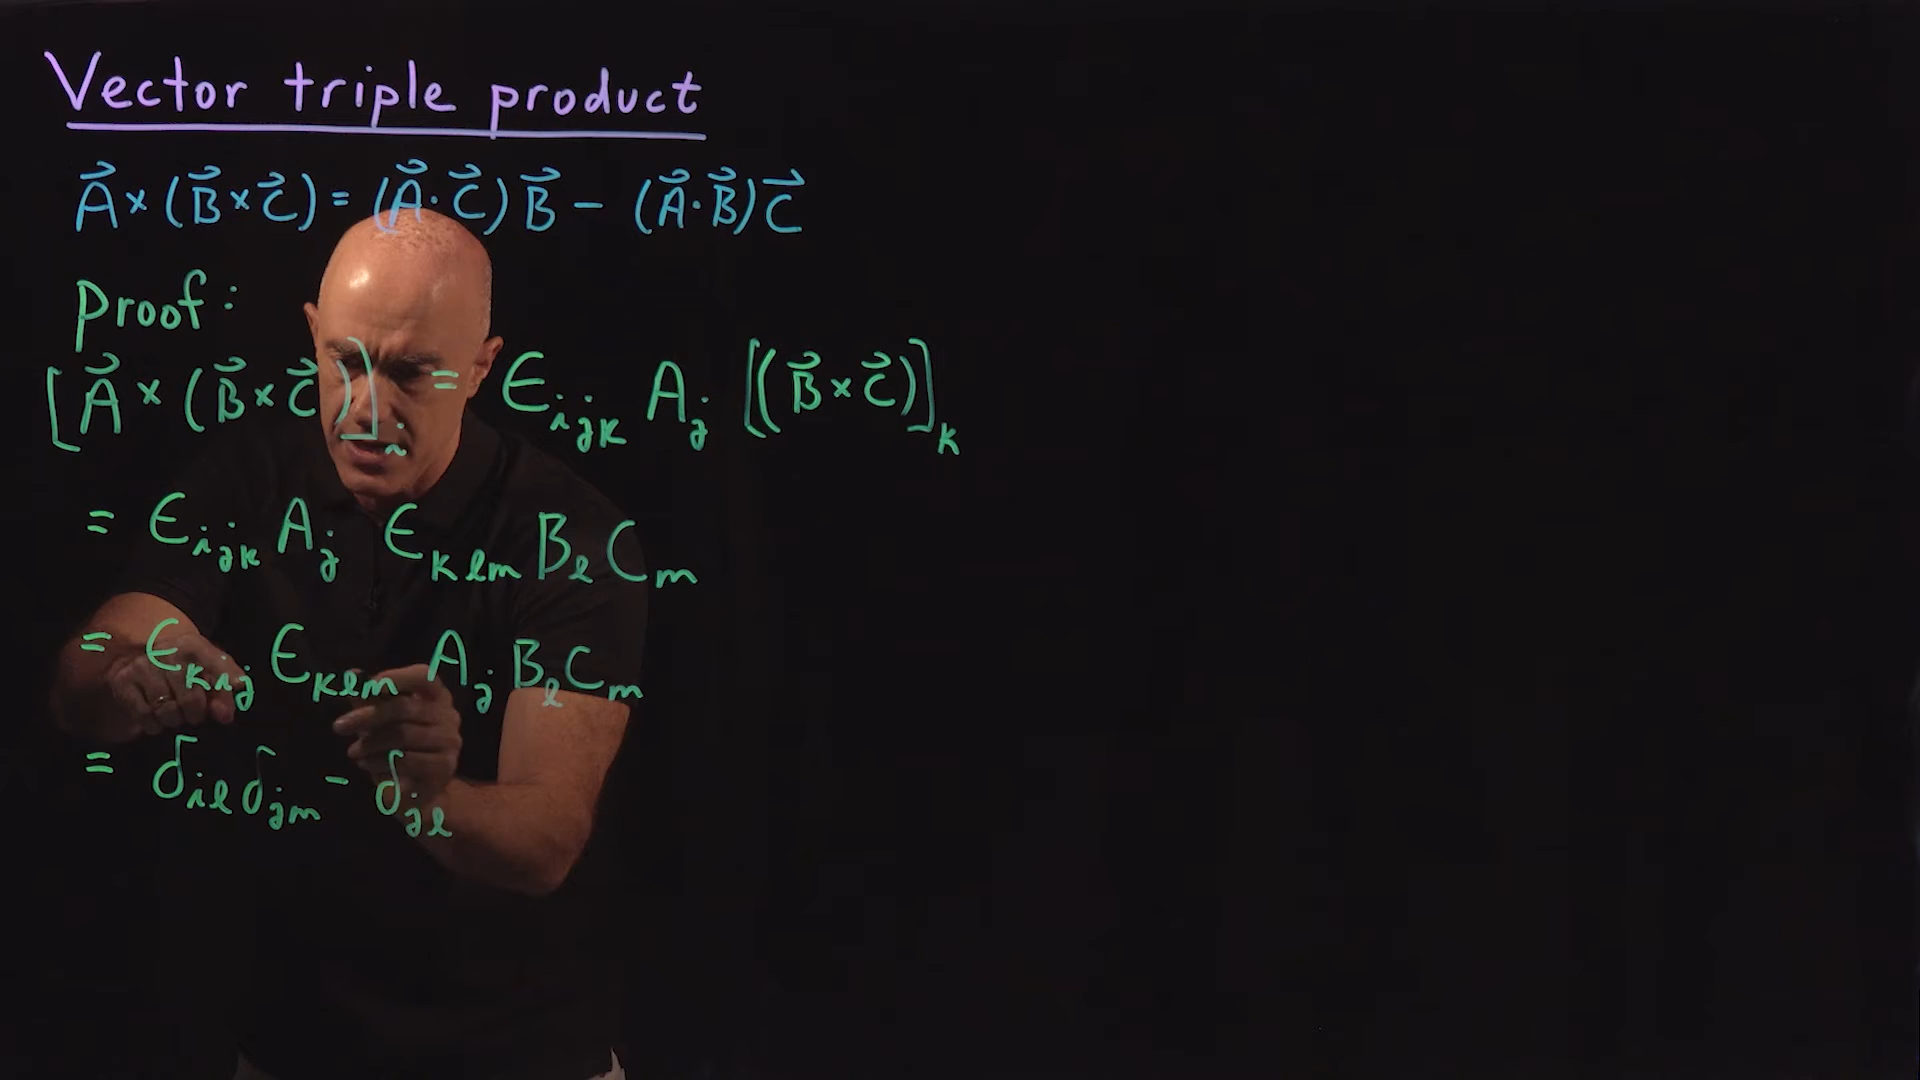 Vector triple product
A⃗ × (B⃗ × C⃗) = (A⃗ · C⃗) B⃗ − (A⃗ · B⃗) C⃗
Proof:
[A⃗ × (B⃗ × C⃗)]ᵢ = ϵᵢⱼₖ Aⱼ [(B⃗ × C⃗)]ₖ
= ϵᵢⱼₖ Aⱼ ϵₖₗₘ Bₗ Cₘ
= ϵₖᵢⱼ ϵₖₗₘ Aⱼ Bₗ Cₘ
= δᵢₗ δⱼₘ − δⱼₗ